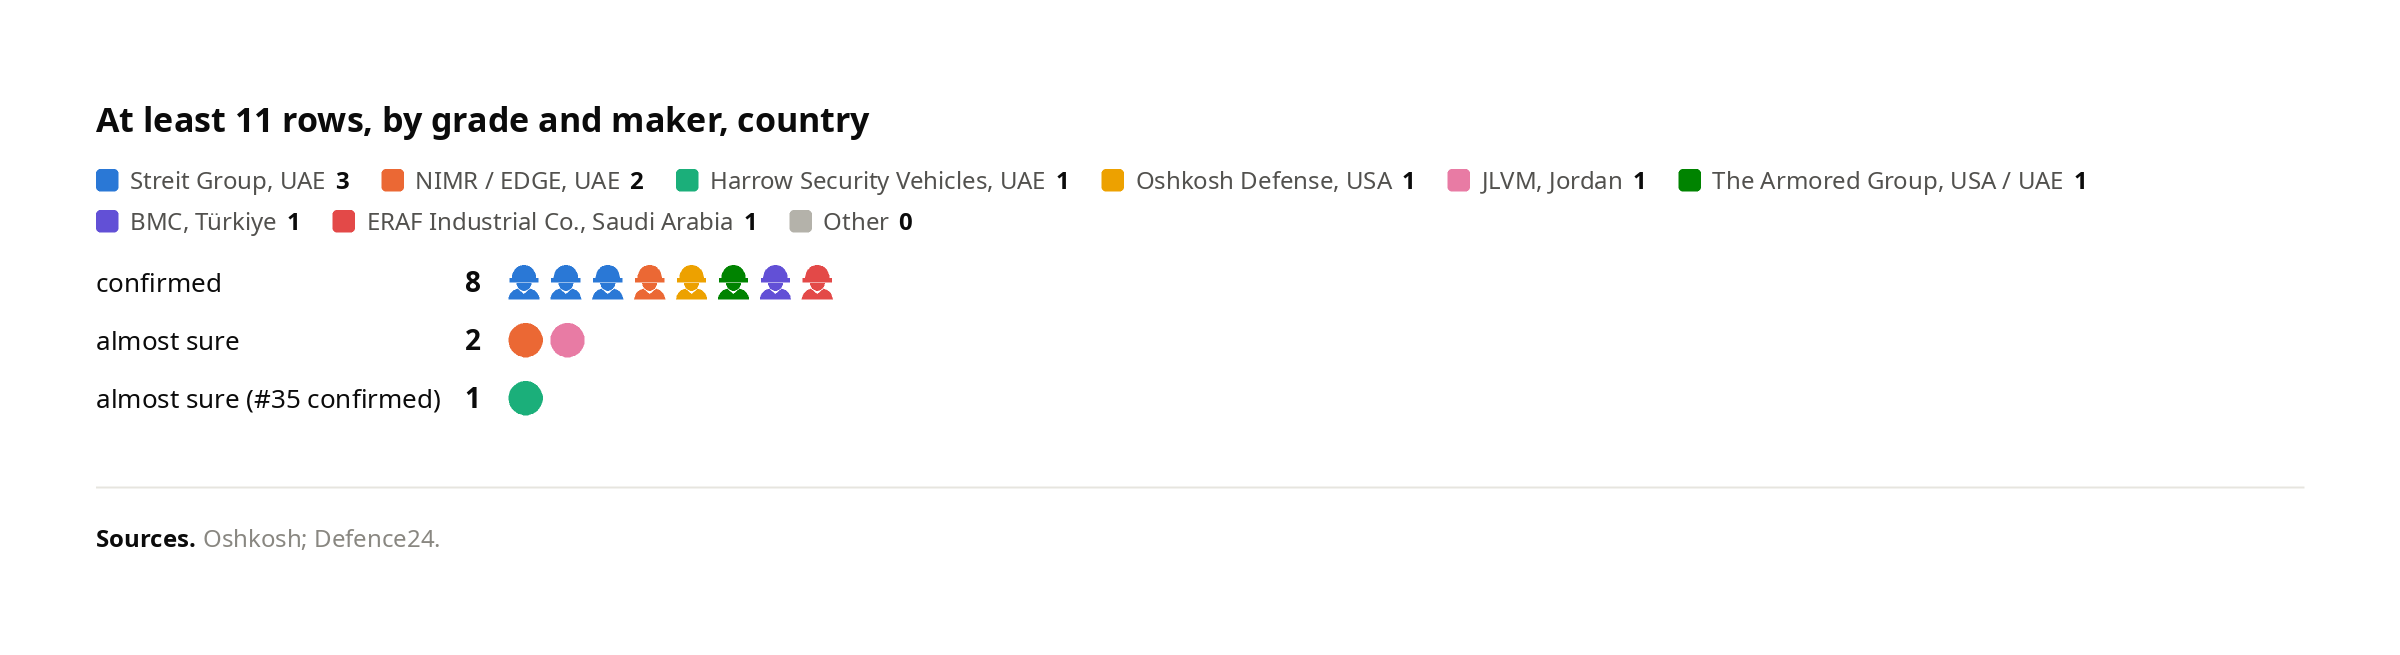 At least 11 rows, by grade and maker, country
Streit Group, UAE 3 NIMR / EDGE, UAE 2 Harrow Security Vehicles, UAE 1 Oshkosh Defense, USA 1 JLVM, Jordan 1 The Armored Group, USA / UAE 1
BMC, Türkiye 1 ERAF Industrial Co., Saudi Arabia 1 Other 0
confirmed 8
almost sure 2
almost sure (#35 confirmed) 1
Sources. Oshkosh; Defence24.